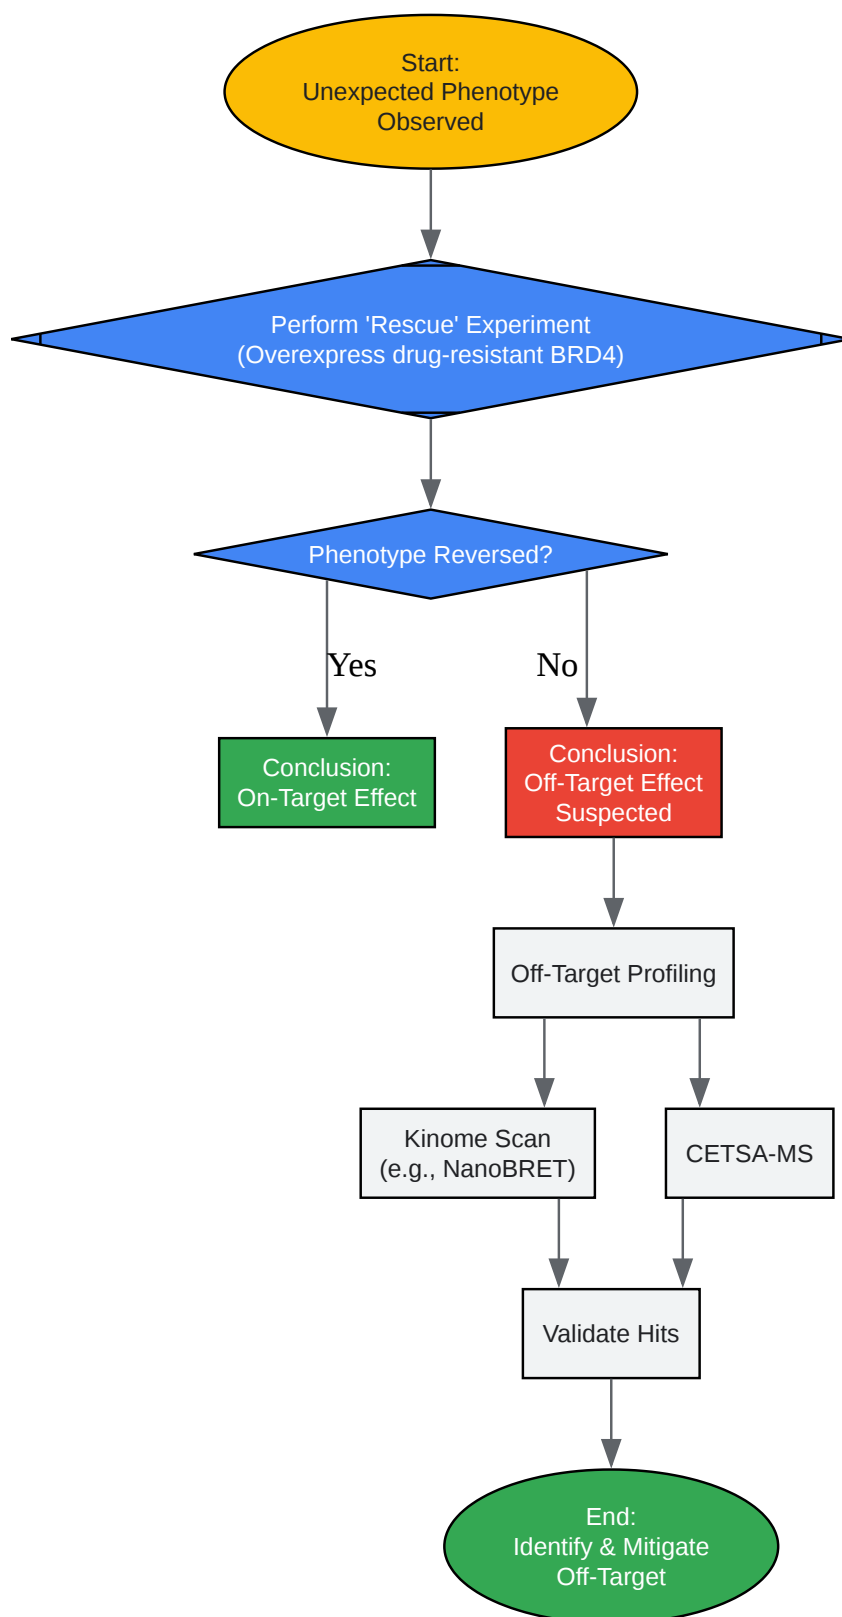 Start:
Unexpected Phenotype
Observed
Perform 'Rescue' Experiment
(Overexpress drug-resistant BRD4)
Phenotype Reversed?
Yes
No
Conclusion:
On-Target Effect
Conclusion:
Off-Target Effect
Suspected
Off-Target Profiling
Kinome Scan
(e.g., NanoBRET)
CETSA-MS
Validate Hits
End:
Identify & Mitigate
Off-Target